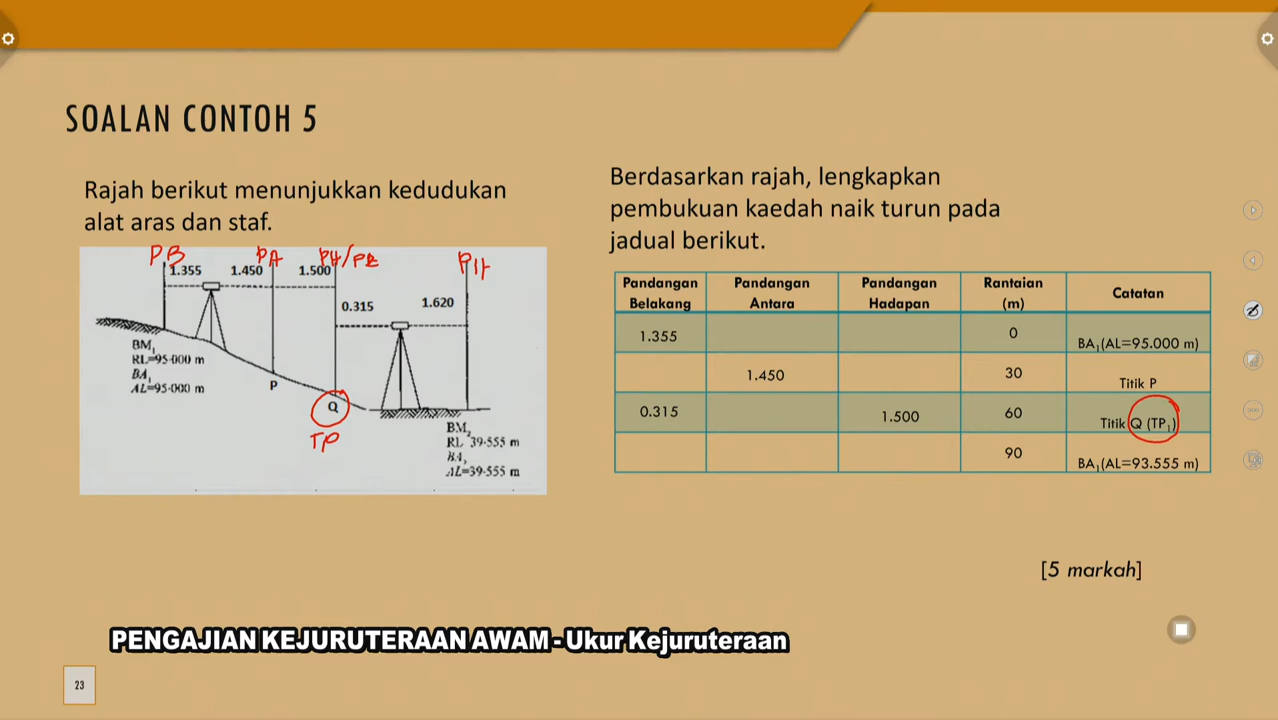 SOALAN CONTOH 5
Rajah berikut menunjukkan kedudukan
alat aras dan staf.
PB
PA
PH/PB
PH
1.355
1.450
1.500
0.315
1.620
BM₁
RL=95·000 m
BA₁
AL=95·000 m
P
Q
TP
BM₂
RL 39·555 m
BA₁
AL=39·555 m
Berdasarkan rajah, lengkapkan
pembukuan kaedah naik turun pada
jadual berikut.
Pandangan Belakang Pandangan Antara Pandangan Hadapan Rantaian (m) Catatan
1.355 0 BA₁(AL=95.000 m)
1.450 30 Titik P
0.315 1.500 60 Titik Q (TP₁)
90 BA₁(AL=93.555 m)
[5 markah]
PENGAJIAN KEJURUTERAAN AWAM - Ukur Kejuruteraan
23